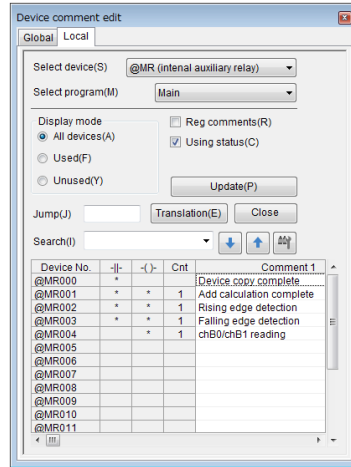 Device comment edit
Global Local
Select device(S) @MR (intenal auxiliary relay)
Select program(M) Main
Display mode
All devices(A)
Used(F)
Unused(Y)
Reg comments(R)
Using status(C)
Update(P)
Jump(J) Translation(E) Close
Search(I)
Device No. -||- -( )- Cnt Comment 1
@MR000 * Device copy complete
@MR001 * * 1 Add calculation complete
@MR002 * * 1 Rising edge detection
@MR003 * * 1 Falling edge detection
@MR004 * 1 chB0/chB1 reading
@MR005
@MR006
@MR007
@MR008
@MR009
@MR010
@MR011